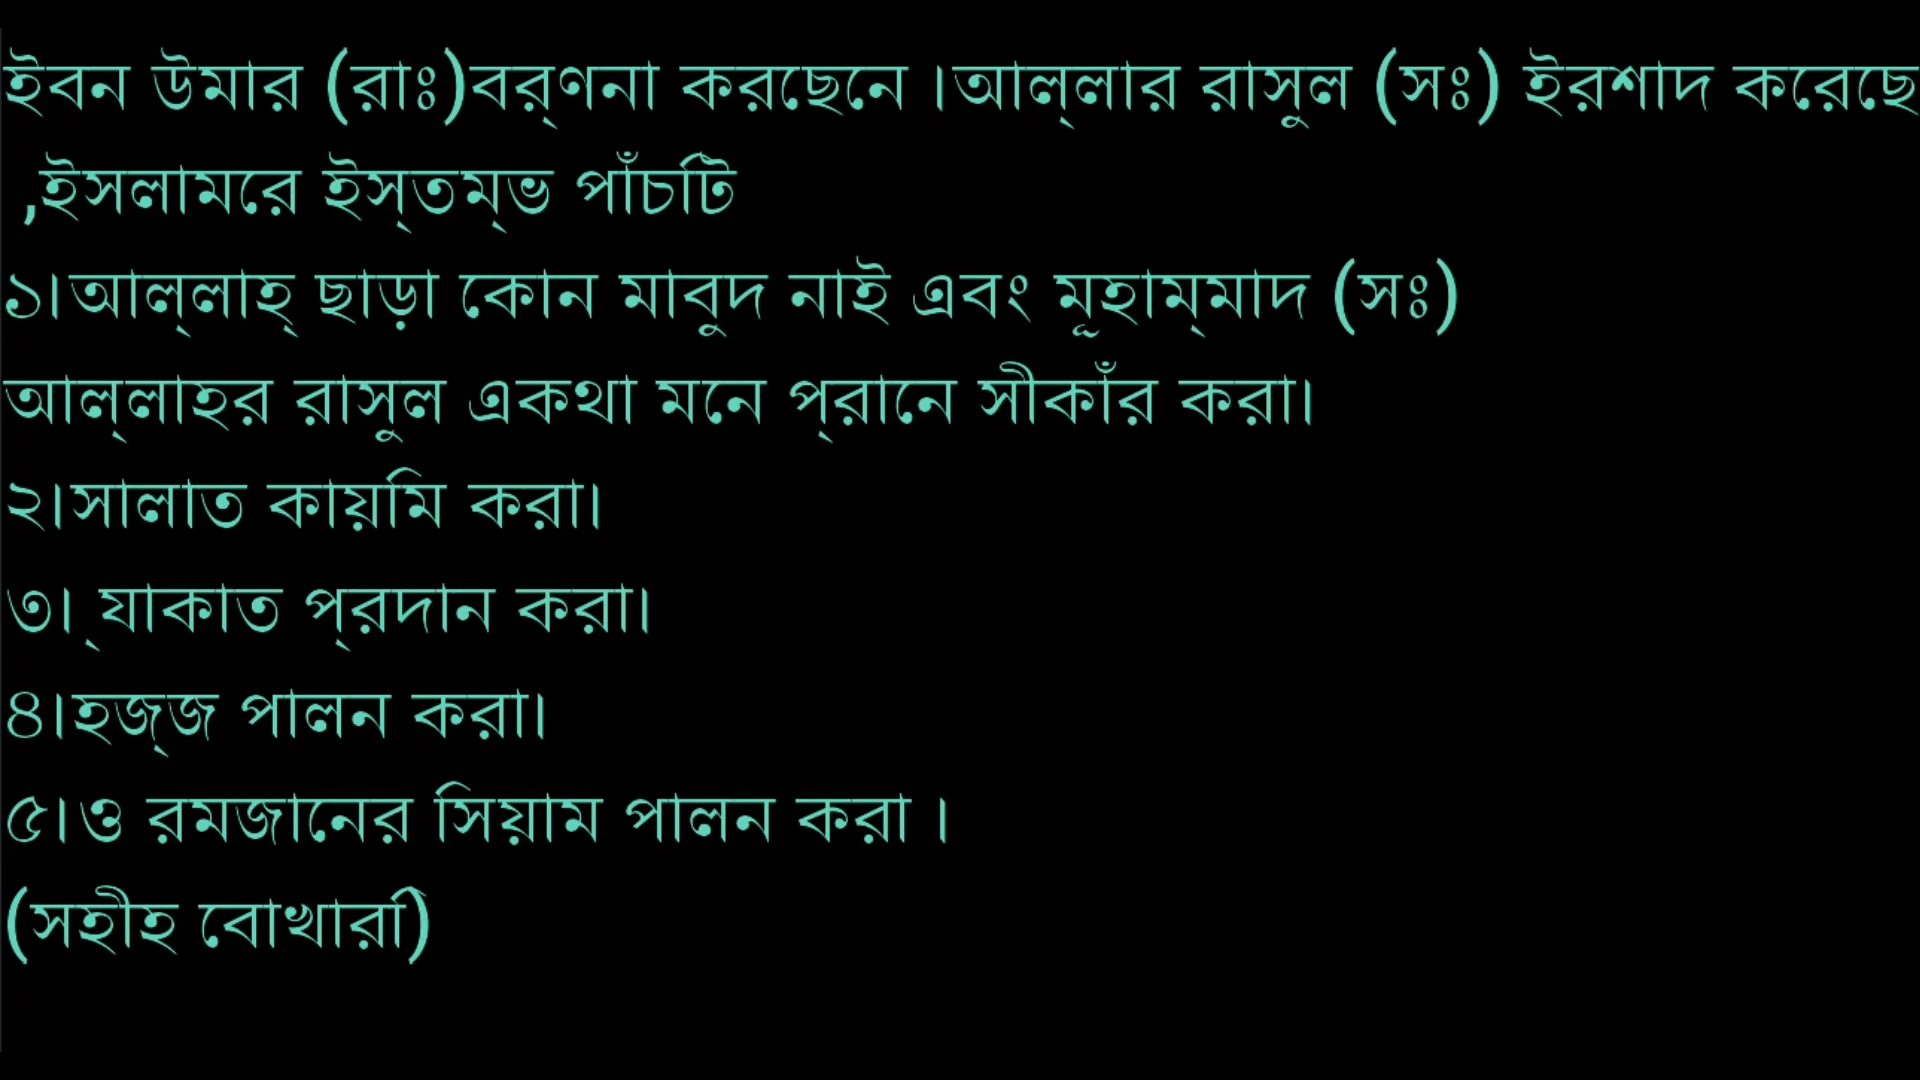 ইবন উমার (রাঃ)বর্‌ণনা করছেনে ।আল্‌লার রাসুল (সঃ) ইরশাদ করেছে
,ইসলামরে ইস্‌তম্‌ভ পাঁচটি
১।আল্‌লাহ্ ছাড়া কোন মাবুদ নাই এবং মূহাম্‌মাদ (সঃ)
আল্‌লাহর রাসুল একথা মনে প্‌রানে সীকাঁর করা।
২।সালাত কায়মি করা।
৩। ্যাকাত প্‌রদান করা।
৪।হজ্‌জ পালন করা।
৫।ও রমজানের সিয়াম পালন করা ।
(সহীহ বোখারি)